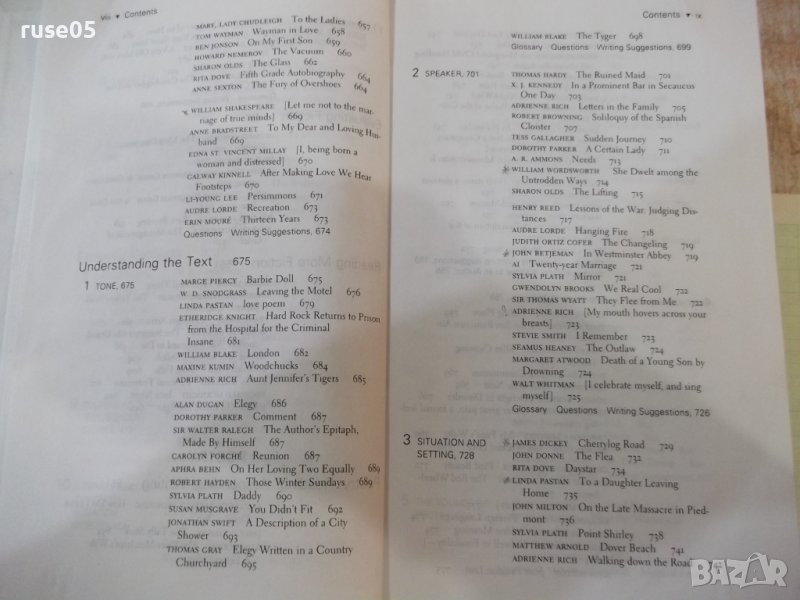 ruse05
viii ▾ Contents
MARY, LADY CHUDLEIGH To the Ladies 657
TOM WAYMAN Wayman in Love 658
BEN JONSON On My First Son 659
HOWARD NEMEROV The Vacuum 660
SHARON OLDS The Glass 662
RITA DOVE Fifth Grade Autobiography 664
ANNE SEXTON The Fury of Overshoes 664
WILLIAM SHAKESPEARE [Let me not to the mar-
riage of true minds] 669
ANNE BRADSTREET To My Dear and Loving Hus-
band 669
EDNA ST. VINCENT MILLAY [I, being born a
woman and distressed] 670
GALWAY KINNELL After Making Love We Hear
Footsteps 670
LI-YOUNG LEE Persimmons 671
AUDRE LORDE Recreation 673
ERIN MOURÉ Thirteen Years 673
Questions Writing Suggestions, 674
Understanding the Text 675
1 TONE, 675
MARGE PIERCY Barbie Doll 675
W. D. SNODGRASS Leaving the Motel 676
LINDA PASTAN love poem 679
ETHERIDGE KNIGHT Hard Rock Returns to Prison
from the Hospital for the Criminal
Insane 681
WILLIAM BLAKE London 682
MAXINE KUMIN Woodchucks 684
ADRIENNE RICH Aunt Jennifer's Tigers 685
ALAN DUGAN Elegy 686
DOROTHY PARKER Comment 687
SIR WALTER RALEGH The Author's Epitaph,
Made By Himself 687
CAROLYN FORCHÉ Reunion 687
APHRA BEHN On Her Loving Two Equally 689
ROBERT HAYDEN Those Winter Sundays 689
SYLVIA PLATH Daddy 690
SUSAN MUSGRAVE You Didn't Fit 692
JONATHAN SWIFT A Description of a City
Shower 693
THOMAS GRAY Elegy Written in a Country
Churchyard 695
Contents ▾ ix
WILLIAM BLAKE The Tyger 698
Glossary Questions Writing Suggestions, 699
2 SPEAKER, 701
THOMAS HARDY The Ruined Maid 701
X. J. KENNEDY In a Prominent Bar in Secaucus
One Day 703
ADRIENNE RICH Letters in the Family 705
ROBERT BROWNING Soliloquy of the Spanish
Cloister 707
TESS GALLAGHER Sudden Journey 710
DOROTHY PARKER A Certain Lady 711
A. R. AMMONS Needs 713
WILLIAM WORDSWORTH She Dwelt among the
Untrodden Ways 714
SHARON OLDS The Lifting 715
HENRY REED Lessons of the War: Judging Dis-
tances 717
AUDRE LORDE Hanging Fire 718
JUDITH ORTIZ COFER The Changeling 719
JOHN BETJEMAN In Westminster Abbey 719
AI Twenty-year Marriage 721
SYLVIA PLATH Mirror 721
GWENDOLYN BROOKS We Real Cool 722
SIR THOMAS WYATT They Flee from Me 722
ADRIENNE RICH [My mouth hovers across your
breasts] 723
STEVIE SMITH I Remember 723
SEAMUS HEANEY The Outlaw 724
MARGARET ATWOOD Death of a Young Son by
Drowning 724
WALT WHITMAN [I celebrate myself, and sing
myself] 725
Glossary Questions Writing Suggestions, 726
3 SITUATION AND
SETTING, 728
JAMES DICKEY Cherrylog Road 729
JOHN DONNE The Flea 732
RITA DOVE Daystar 734
LINDA PASTAN To a Daughter Leaving
Home 735
JOHN MILTON On the Late Massacre in Pied-
mont 736
SYLVIA PLATH Point Shirley 738
MATTHEW ARNOLD Dover Beach 741
ADRIENNE RICH Walking down the Road
BAZAR